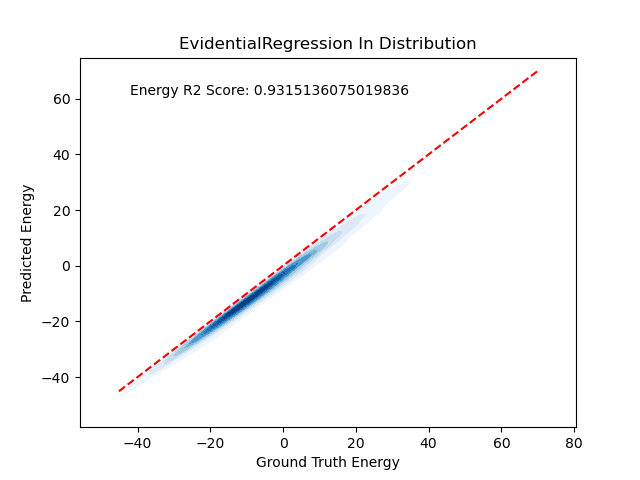 EvidentialRegression In Distribution
Energy R2 Score: 0.9315136075019836
60
40
20
0
−20
−40
Predicted Energy
−40 −20 0 20 40 60 80
Ground Truth Energy